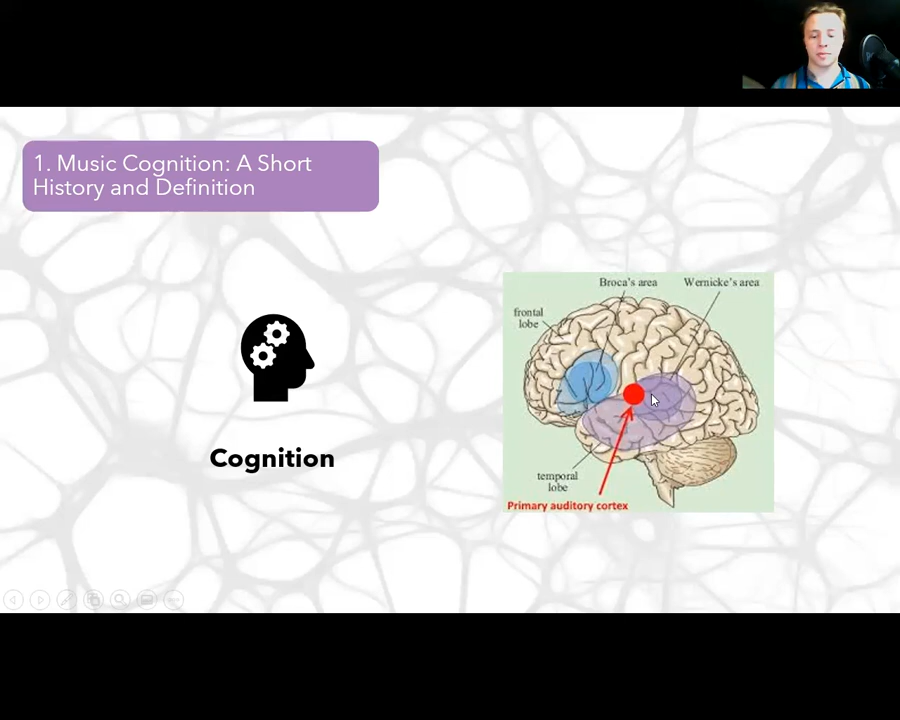 1. Music Cognition: A Short
History and Definition
Broca's area
Wernicke's area
frontal
lobe
Cognition
temporal
lobe
Primary auditory cortex